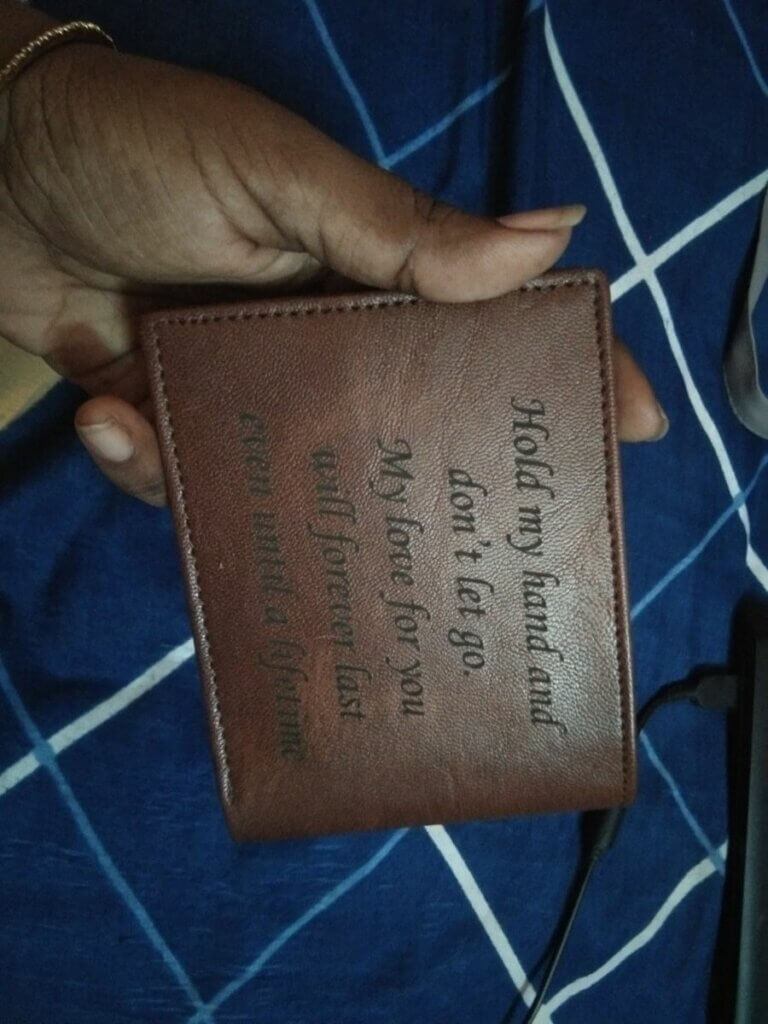 Hold my hand and
don't let go.
My love for you
will forever last
even until a lifetime